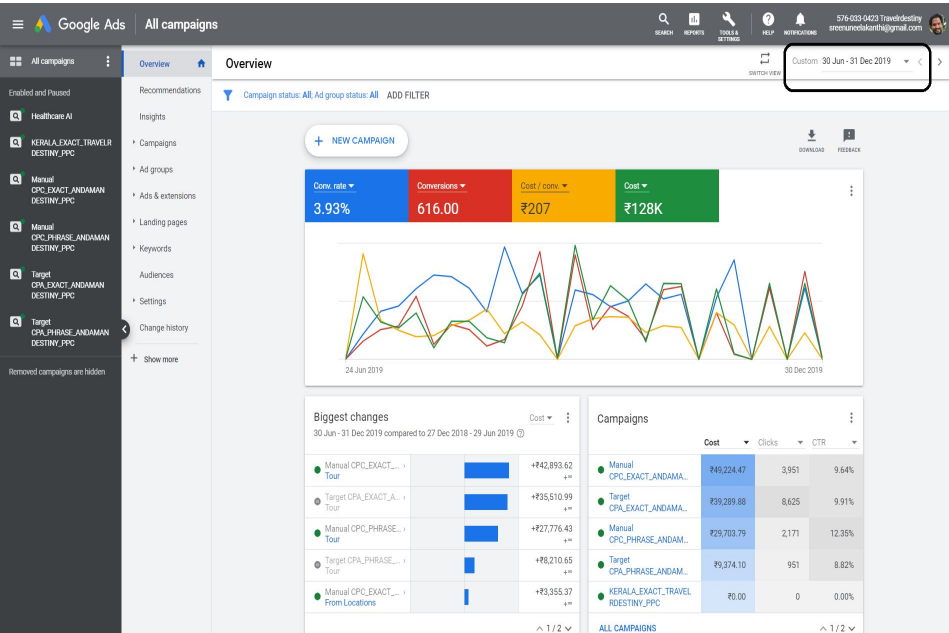 Google Ads
All campaigns
SEARCH
REPORTS
TOOLS &
SETTINGS
HELP
NOTIFICATIONS
576-033-0423 Travelrdestiny
sreenuneelakanthi@gmail.com
All campaigns
Enabled and Paused
Healthcare AI
KERALA_EXACT_TRAVELR
DESTINY_PPC
Manual
CPC_EXACT_ANDAMAN
DESTINY_PPC
Manual
CPC_PHRASE_ANDAMAN
DESTINY_PPC
Target
CPA_EXACT_ANDAMAN
DESTINY_PPC
Target
CPA_PHRASE_ANDAMAN
DESTINY_PPC
Removed campaigns are hidden
Overview
Recommendations
Insights
Campaigns
Ad groups
Ads & extensions
Landing pages
Keywords
Audiences
Settings
Change history
+ Show more
Overview
SWITCH VIEW
Custom 30 Jun - 31 Dec 2019
Campaign status: All; Ad group status: All ADD FILTER
+ NEW CAMPAIGN
DOWNLOAD
FEEDBACK
Conv. rate
3.93%
Conversions
616.00
Cost / conv.
₹207
Cost
₹128K
24 Jun 2019
30 Dec 2019
Biggest changes
Cost
30 Jun - 31 Dec 2019 compared to 27 Dec 2018 - 29 Jun 2019
Manual CPC_EXACT_...
Tour
+₹42,893.62
+∞
Target CPA_EXACT_A...
Tour
+₹35,510.99
+∞
Manual CPC_PHRASE...
Tour
+₹27,776.43
+∞
Target CPA_PHRASE_...
Tour
+₹8,210.65
+∞
Manual CPC_EXACT_...
From Locations
+₹3,355.37
+∞
1 / 2
Campaigns
Cost Clicks CTR
Manual
CPC_EXACT_ANDAMA...
₹49,224.47 3,951 9.64%
Target
CPA_EXACT_ANDAMA...
₹39,289.88 8,625 9.91%
Manual
CPC_PHRASE_ANDAM...
₹29,703.79 2,171 12.35%
Target
CPA_PHRASE_ANDAM...
₹9,374.10 951 8.82%
KERALA_EXACT_TRAVEL
RDESTINY_PPC
₹0.00 0 0.00%
ALL CAMPAIGNS
1 / 2